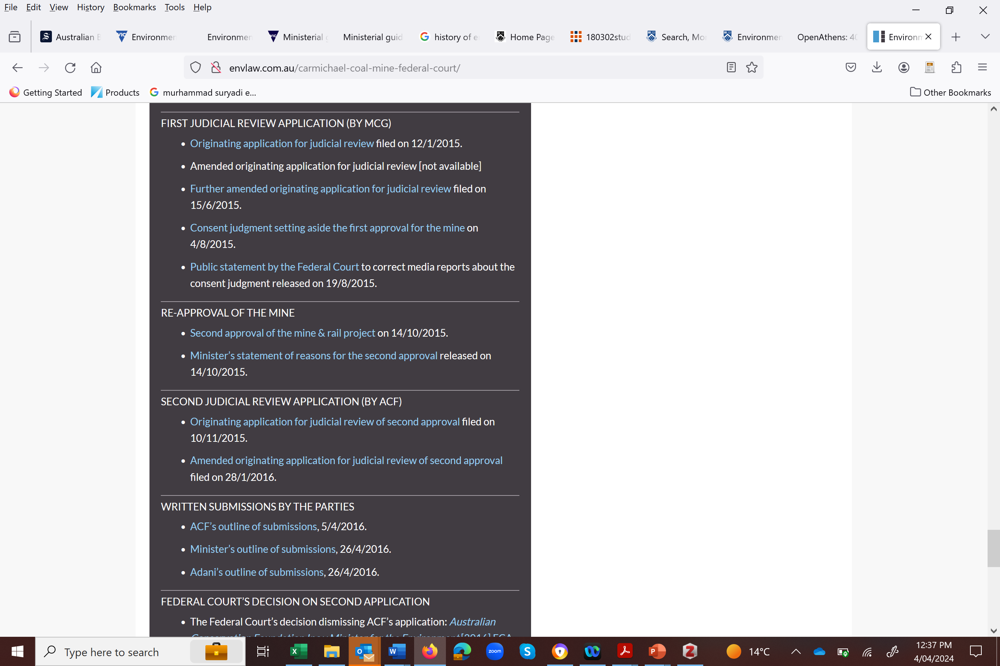 File Edit View History Bookmarks Tools Help
Australian Environmen Environmen Ministerial Ministerial guid history of e Home Page 180302stud Search, Mo Environmen OpenAthens: Environ
envlaw.com.au/carmichael-coal-mine-federal-court/
Getting Started Products murhammad suryadi e... Other Bookmarks
FIRST JUDICIAL REVIEW APPLICATION (BY MCG)
• Originating application for judicial review filed on 12/1/2015.
• Amended originating application for judicial review [not available]
• Further amended originating application for judicial review filed on
15/6/2015.
• Consent judgment setting aside the first approval for the mine on
4/8/2015.
• Public statement by the Federal Court to correct media reports about the
consent judgment released on 19/8/2015.
RE-APPROVAL OF THE MINE
• Second approval of the mine & rail project on 14/10/2015.
• Minister’s statement of reasons for the second approval released on
14/10/2015.
SECOND JUDICIAL REVIEW APPLICATION (BY ACF)
• Originating application for judicial review of second approval filed on
10/11/2015.
• Amended originating application for judicial review of second approval
filed on 28/1/2016.
WRITTEN SUBMISSIONS BY THE PARTIES
• ACF’s outline of submissions, 5/4/2016.
• Minister’s outline of submissions, 26/4/2016.
• Adani’s outline of submissions, 26/4/2016.
FEDERAL COURT’S DECISION ON SECOND APPLICATION
• The Federal Court’s decision dismissing ACF’s application: Australian
Conservation Foundation Inc v Minister for the Environment [2016] FCA
Type here to search
zoom
14°C
12:37 PM
4/04/2024